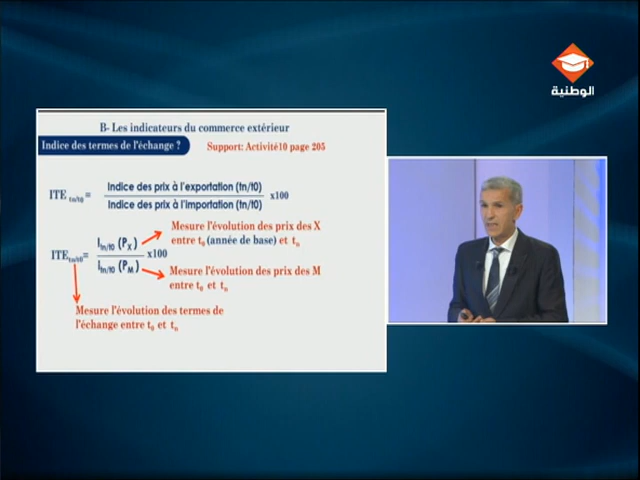 الوطنية
B- Les indicateurs du commerce extérieur
Indice des termes de l'échange ?
Support: Activité10 page 205
ITE tn/t0 = Indice des prix à l'exportation (tn/t0) x100
Indice des prix à l'importation (tn/t0)
Mesure l'évolution des prix des X
entre t0 (année de base) et tn
ITE tn/t0 = Itn/t0 (PX) x100
Itn/t0 (PM)
Mesure l'évolution des prix des M
entre t0 et tn
Mesure l'évolution des termes de
l'échange entre t0 et tn